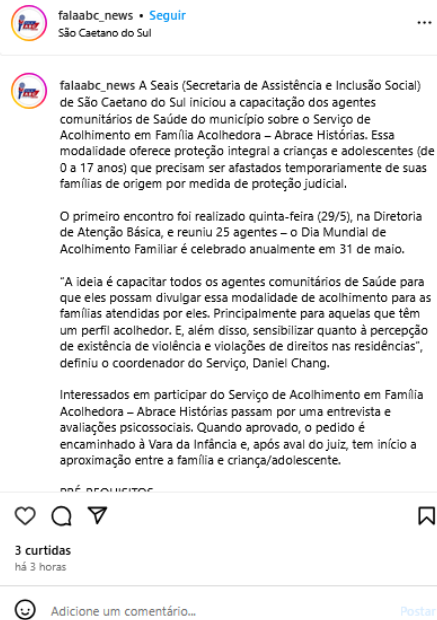 falaabc_news • Seguir
São Caetano do Sul
falaabc_news A Seais (Secretaria de Assistência e Inclusão Social)
de São Caetano do Sul iniciou a capacitação dos agentes
comunitários de Saúde do município sobre o Serviço de
Acolhimento em Família Acolhedora – Abrace Histórias. Essa
modalidade oferece proteção integral a crianças e adolescentes (de
0 a 17 anos) que precisam ser afastados temporariamente de suas
famílias de origem por medida de proteção judicial.
O primeiro encontro foi realizado quinta-feira (29/5), na Diretoria
de Atenção Básica, e reuniu 25 agentes – o Dia Mundial de
Acolhimento Familiar é celebrado anualmente em 31 de maio.
“A ideia é capacitar todos os agentes comunitários de Saúde para
que eles possam divulgar essa modalidade de acolhimento para as
famílias atendidas por eles. Principalmente para aquelas que têm
um perfil acolhedor. E, além disso, sensibilizar quanto à percepção
de existência de violência e violações de direitos nas residências”,
definiu o coordenador do Serviço, Daniel Chang.
Interessados em participar do Serviço de Acolhimento em Família
Acolhedora – Abrace Histórias passam por uma entrevista e
avaliações psicossociais. Quando aprovado, o pedido é
encaminhado à Vara da Infância e, após aval do juiz, tem início a
aproximação entre a família e criança/adolescente.
PRÉ-REQUISITOS
3 curtidas
há 3 horas
Adicione um comentário...
Postar